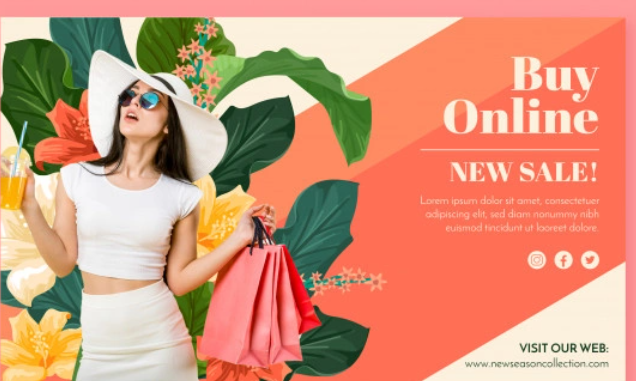 Buy
Online
NEW SALE!
Lorem ipsum dolor sit amet, consectetuer
adipiscing elit, sed diam nonummy nibh
euismod tincidunt ut laoreet dolore.
VISIT OUR WEB:
www.newseasoncollection.com